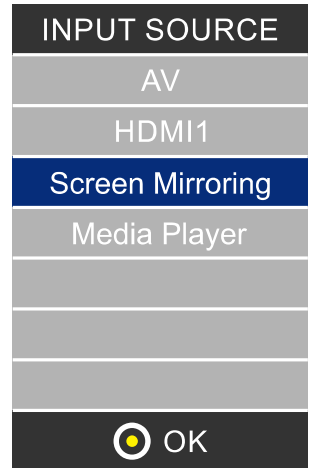 INPUT SOURCE
AV
HDMI1
Screen Mirroring
Media Player
OK